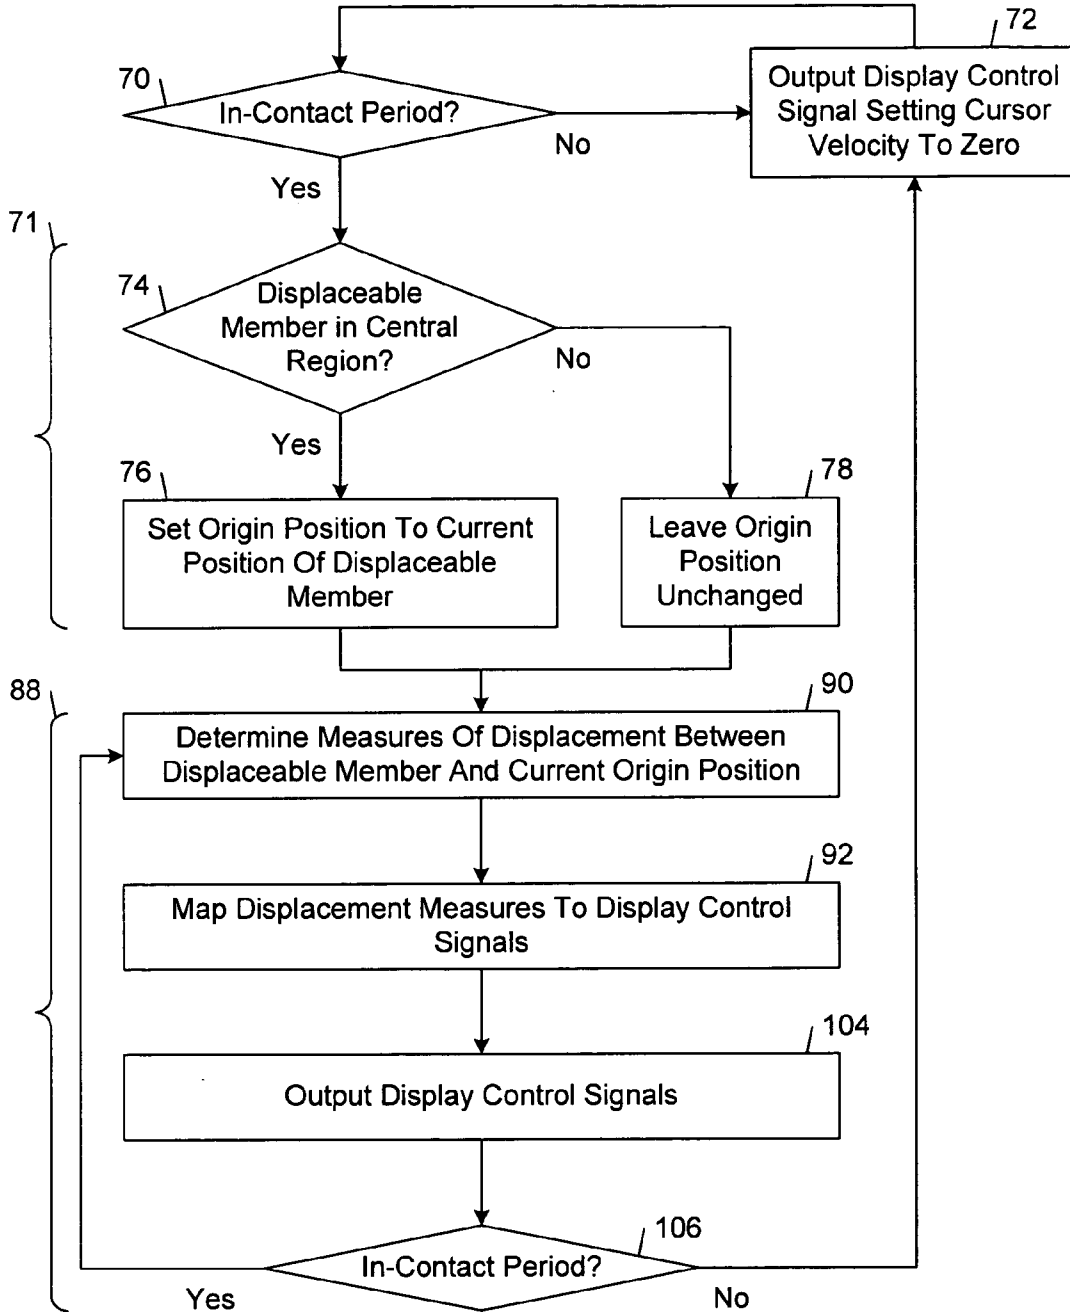 72
70
In-Contact Period?
Output Display Control
Signal Setting Cursor
Velocity To Zero
No
Yes
71
74
Displaceable
Member in Central
Region?
No
Yes
76
78
Set Origin Position To Current
Position Of Displaceable
Member
Leave Origin
Position
Unchanged
88
90
Determine Measures Of Displacement Between
Displaceable Member And Current Origin Position
92
Map Displacement Measures To Display Control
Signals
104
Output Display Control Signals
106
In-Contact Period?
Yes
No